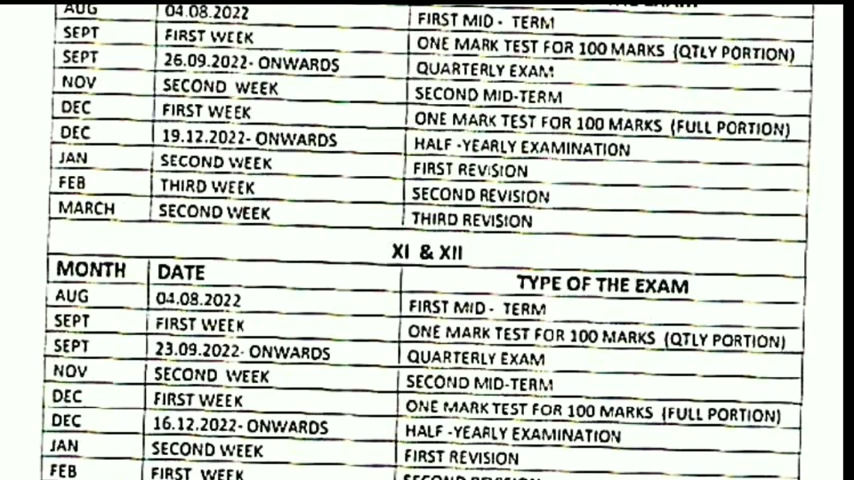 AUG 04.08.2022 FIRST MID - TERM
SEPT FIRST WEEK ONE MARK TEST FOR 100 MARKS (QTLY PORTION)
SEPT 26.09.2022- ONWARDS QUARTERLY EXAM
NOV SECOND WEEK SECOND MID-TERM
DEC FIRST WEEK ONE MARK TEST FOR 100 MARKS (FULL PORTION)
DEC 19.12.2022- ONWARDS HALF -YEARLY EXAMINATION
JAN SECOND WEEK FIRST REVISION
FEB THIRD WEEK SECOND REVISION
MARCH SECOND WEEK THIRD REVISION
XI & XII
MONTH DATE TYPE OF THE EXAM
AUG 04.08.2022 FIRST MID - TERM
SEPT FIRST WEEK ONE MARK TEST FOR 100 MARKS (QTLY PORTION)
SEPT 23.09.2022- ONWARDS QUARTERLY EXAM
NOV SECOND WEEK SECOND MID-TERM
DEC FIRST WEEK ONE MARK TEST FOR 100 MARKS (FULL PORTION)
DEC 16.12.2022- ONWARDS HALF -YEARLY EXAMINATION
JAN SECOND WEEK FIRST REVISION
FEB FIRST WEEK SECOND REVISION